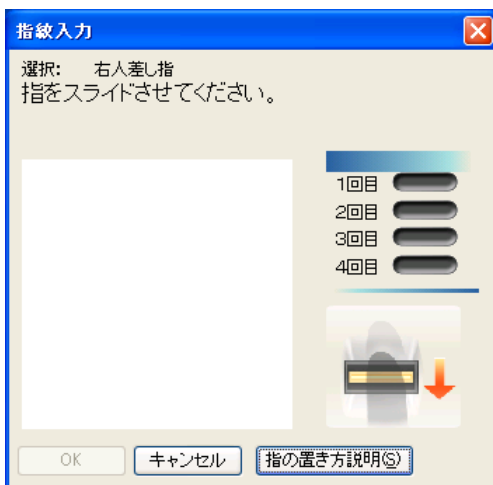 指紋入力
選択: 右人差し指
指をスライドさせてください。
1回目
2回目
3回目
4回目
OK
キャンセル
指の置き方説明(S)